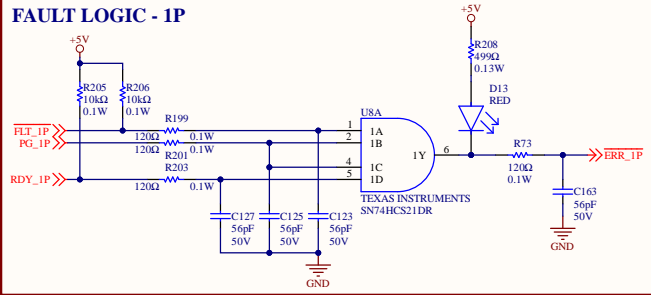 FAULT LOGIC - 1P
+5V
+5V
R208
499Ω
0.13W
R205
10kΩ
0.1W
R206
10kΩ
0.1W
D13
RED
U8A
R199
FLT_1P
120Ω
0.1W
1
1A
PG_1P
120Ω
0.1W
2
1B
R201
1Y
6
R73
ERR_1P
R203
4
1C
RDY_1P
120Ω
0.1W
5
1D
120Ω
0.1W
TEXAS INSTRUMENTS
SN74HCS21DR
C127
56pF
50V
C125
56pF
50V
C123
56pF
50V
C163
56pF
50V
GND
GND